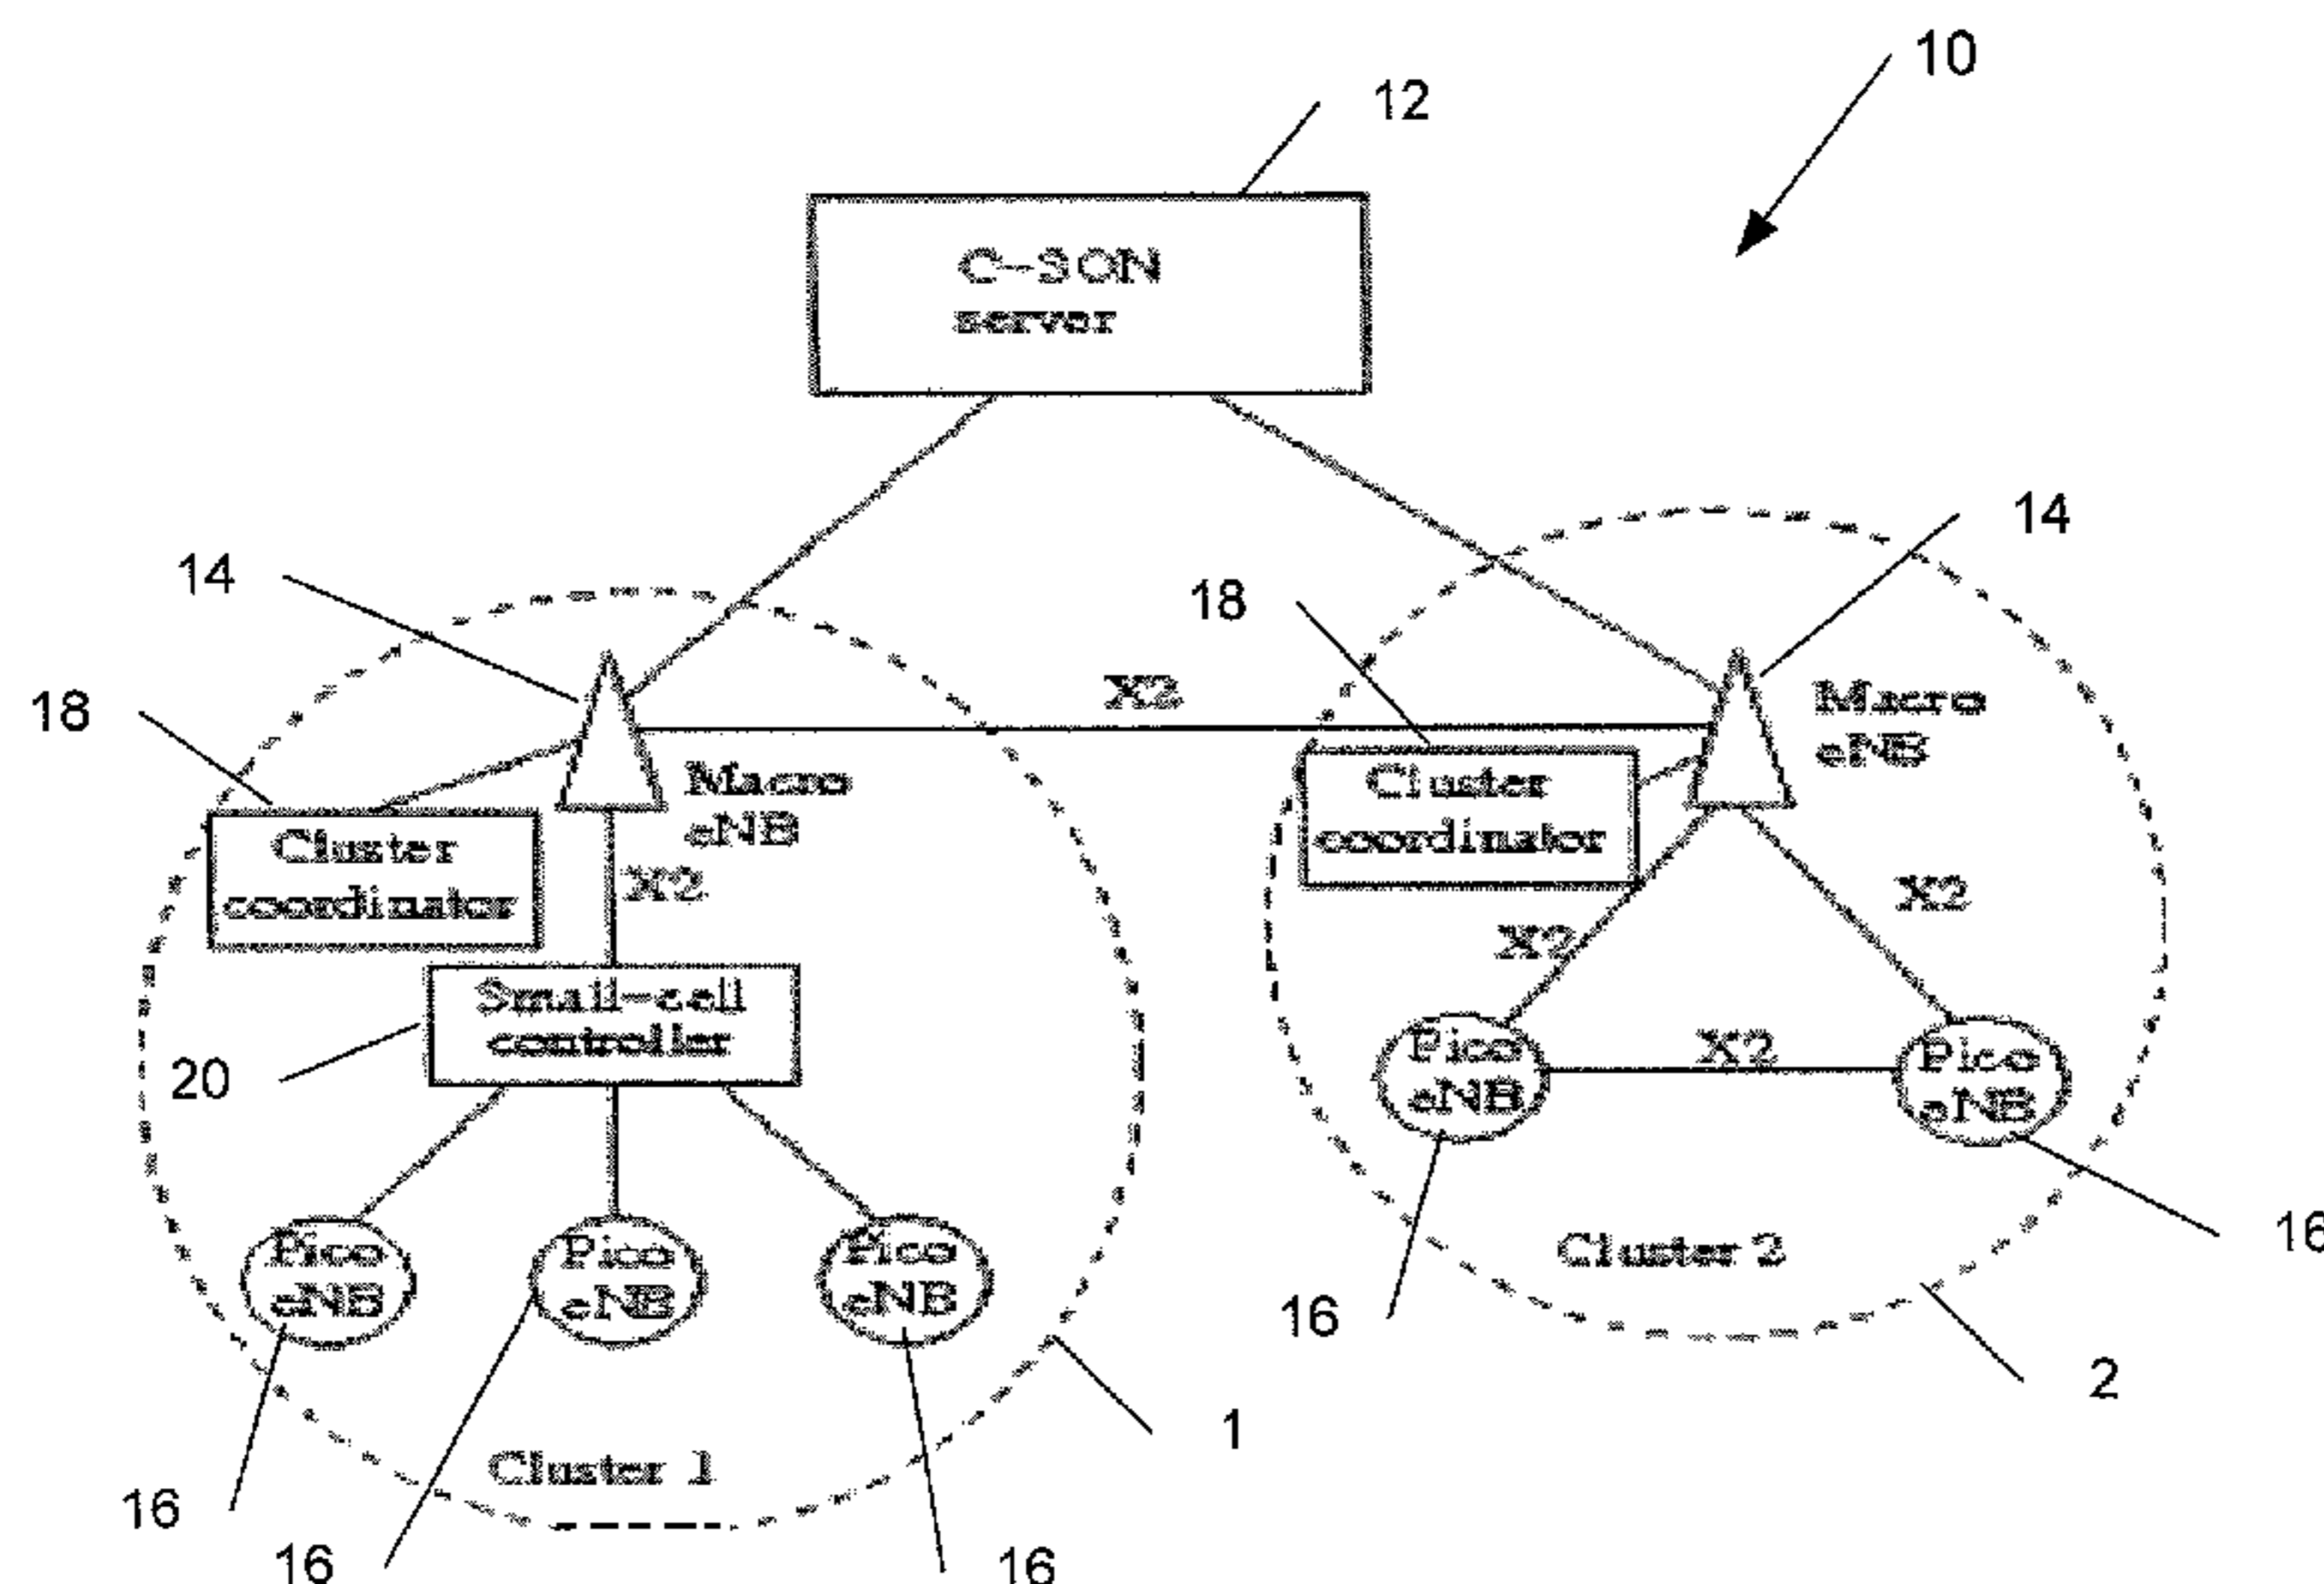 10
12
C-SON
server
14
14
18
18
X2
Macro
eNB
Macro
eNB
Cluster
coordinator
Cluster
coordinator
X2
X2
X2
Small-cell
controller
20
Pico
eNB
X2
Pico
eNB
Pico
eNB
Pico
eNB
Pico
eNB
16
16
Cluster 2
2
1
Cluster 1
16
16
16